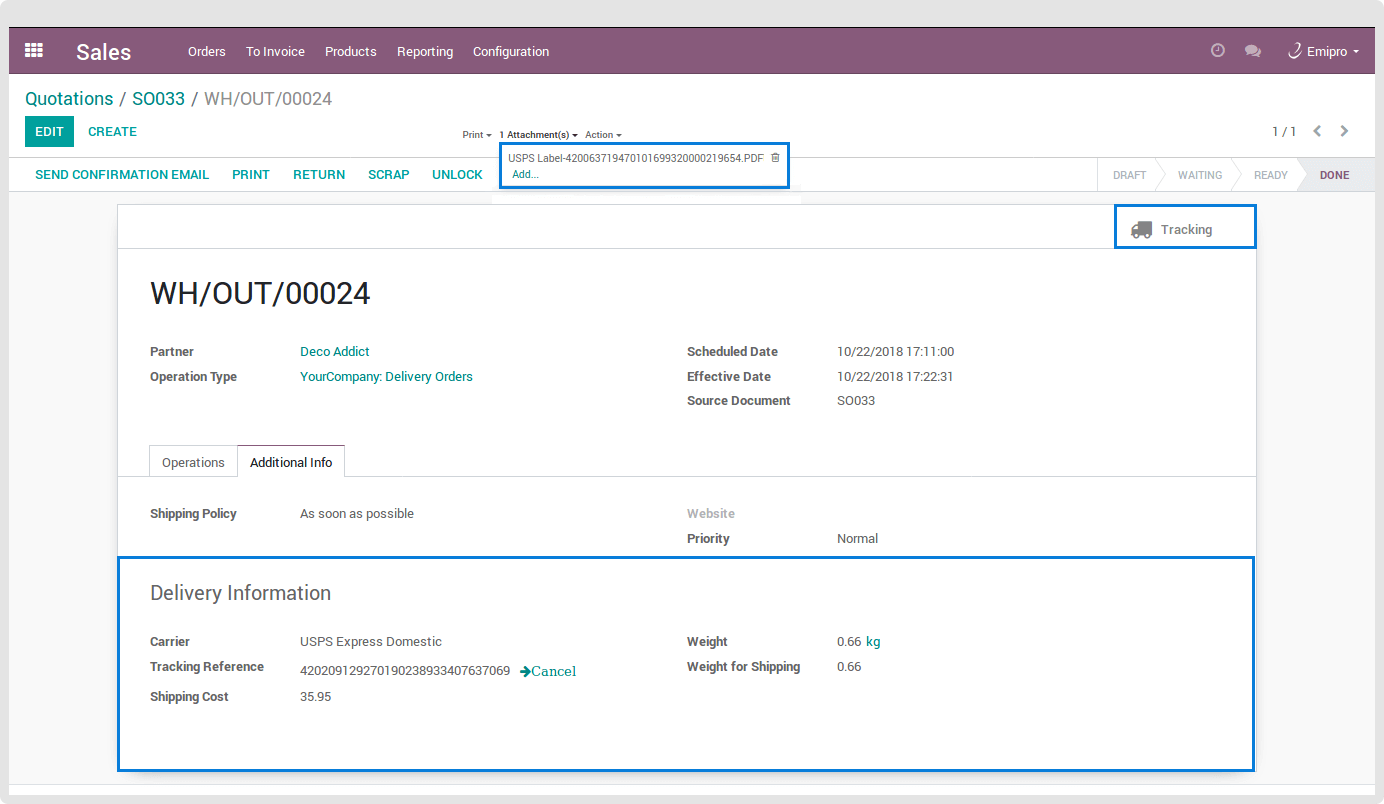 Sales Orders To Invoice Products Reporting Configuration Emipro
Quotations / SO033 / WH/OUT/00024
EDIT CREATE Print 1 Attachment(s) Action 1 / 1
USPS Label-420063719470101699320000219654.PDF
Add...
SEND CONFIRMATION EMAIL PRINT RETURN SCRAP UNLOCK DRAFT WAITING READY DONE
Tracking
WH/OUT/00024
Partner Deco Addict Scheduled Date 10/22/2018 17:11:00
Operation Type YourCompany: Delivery Orders Effective Date 10/22/2018 17:22:31
Source Document SO033
Operations Additional Info
Shipping Policy As soon as possible Website
Priority Normal
Delivery Information
Carrier USPS Express Domestic Weight 0.66 kg
Tracking Reference 420209129270190238933407637069 Cancel Weight for Shipping 0.66
Shipping Cost 35.95